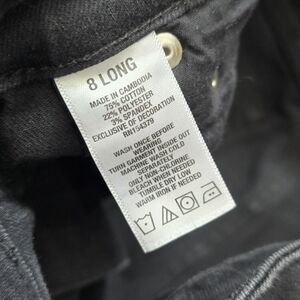 8 LONG
MADE IN CAMBODIA
75% COTTON
22% POLYESTER
3% SPANDEX
EXCLUSIVE OF DECORATION
RN154379
WASH ONCE BEFORE
WEARING
TURN GARMENT INSIDE OUT
MACHINE WASH COLD
SEPARATELY
ONLY NON-CHLORINE
BLEACH WHEN NEEDED
TUMBLE DRY LOW
WARM IRON IF NEEDED